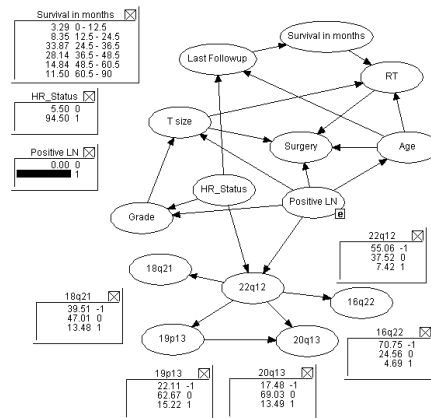 Survival in months
3.29 0 - 12.5
8.35 12.5 - 24.5
33.87 24.5 - 36.5
28.14 36.5 - 48.5
14.84 48.5 - 60.5
11.50 60.5 - 90
HR_Status
5.50 0
94.50 1
Positive LN
0.00 0
1
Survival in months
Last Followup
RT
T size
Surgery
Age
HR_Status
Positive LN
e
Grade
18q21
22q12
16q22
19p13
20q13
22q12
55.06 -1
37.52 0
7.42 1
18q21
39.51 -1
47.01 0
13.48 1
16q22
70.75 -1
24.56 0
4.69 1
19p13
22.11 -1
62.67 0
15.22 1
20q13
17.48 -1
69.03 0
13.49 1